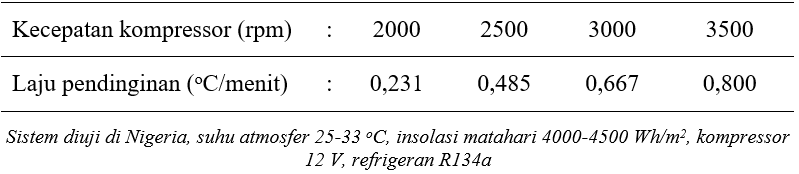 Kecepatan kompressor (rpm) : 2000 2500 3000 3500
Laju pendinginan (°C/menit) : 0,231 0,485 0,667 0,800
Sistem diuji di Nigeria, suhu atmosfer 25-33 °C, insolasi matahari 4000-4500 Wh/m², kompressor
12 V, refrigeran R134a